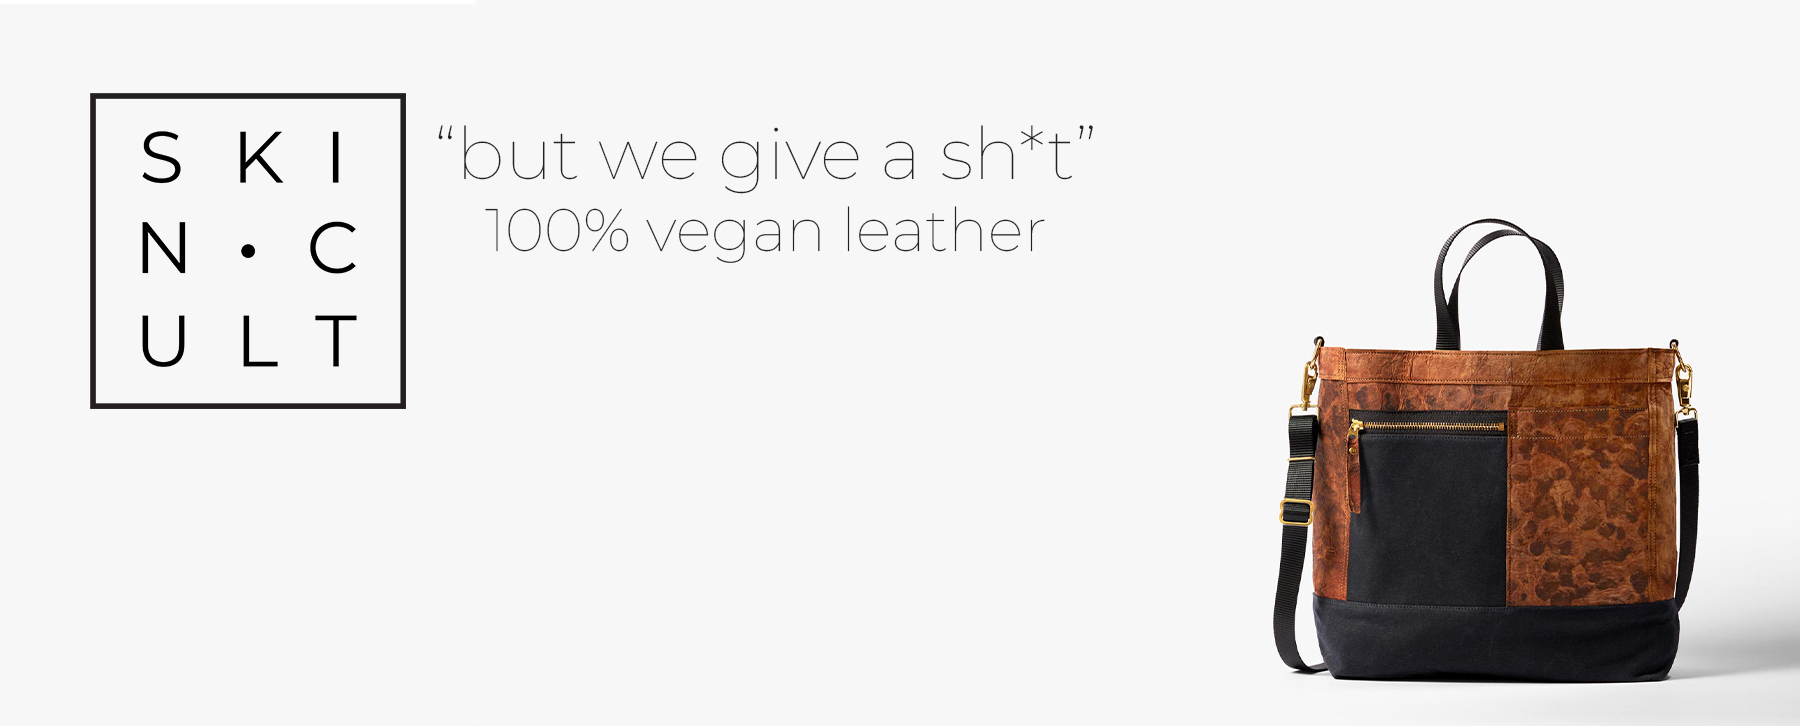 S K I
N • C
U L T
“but we give a sh*t”
100% vegan leather